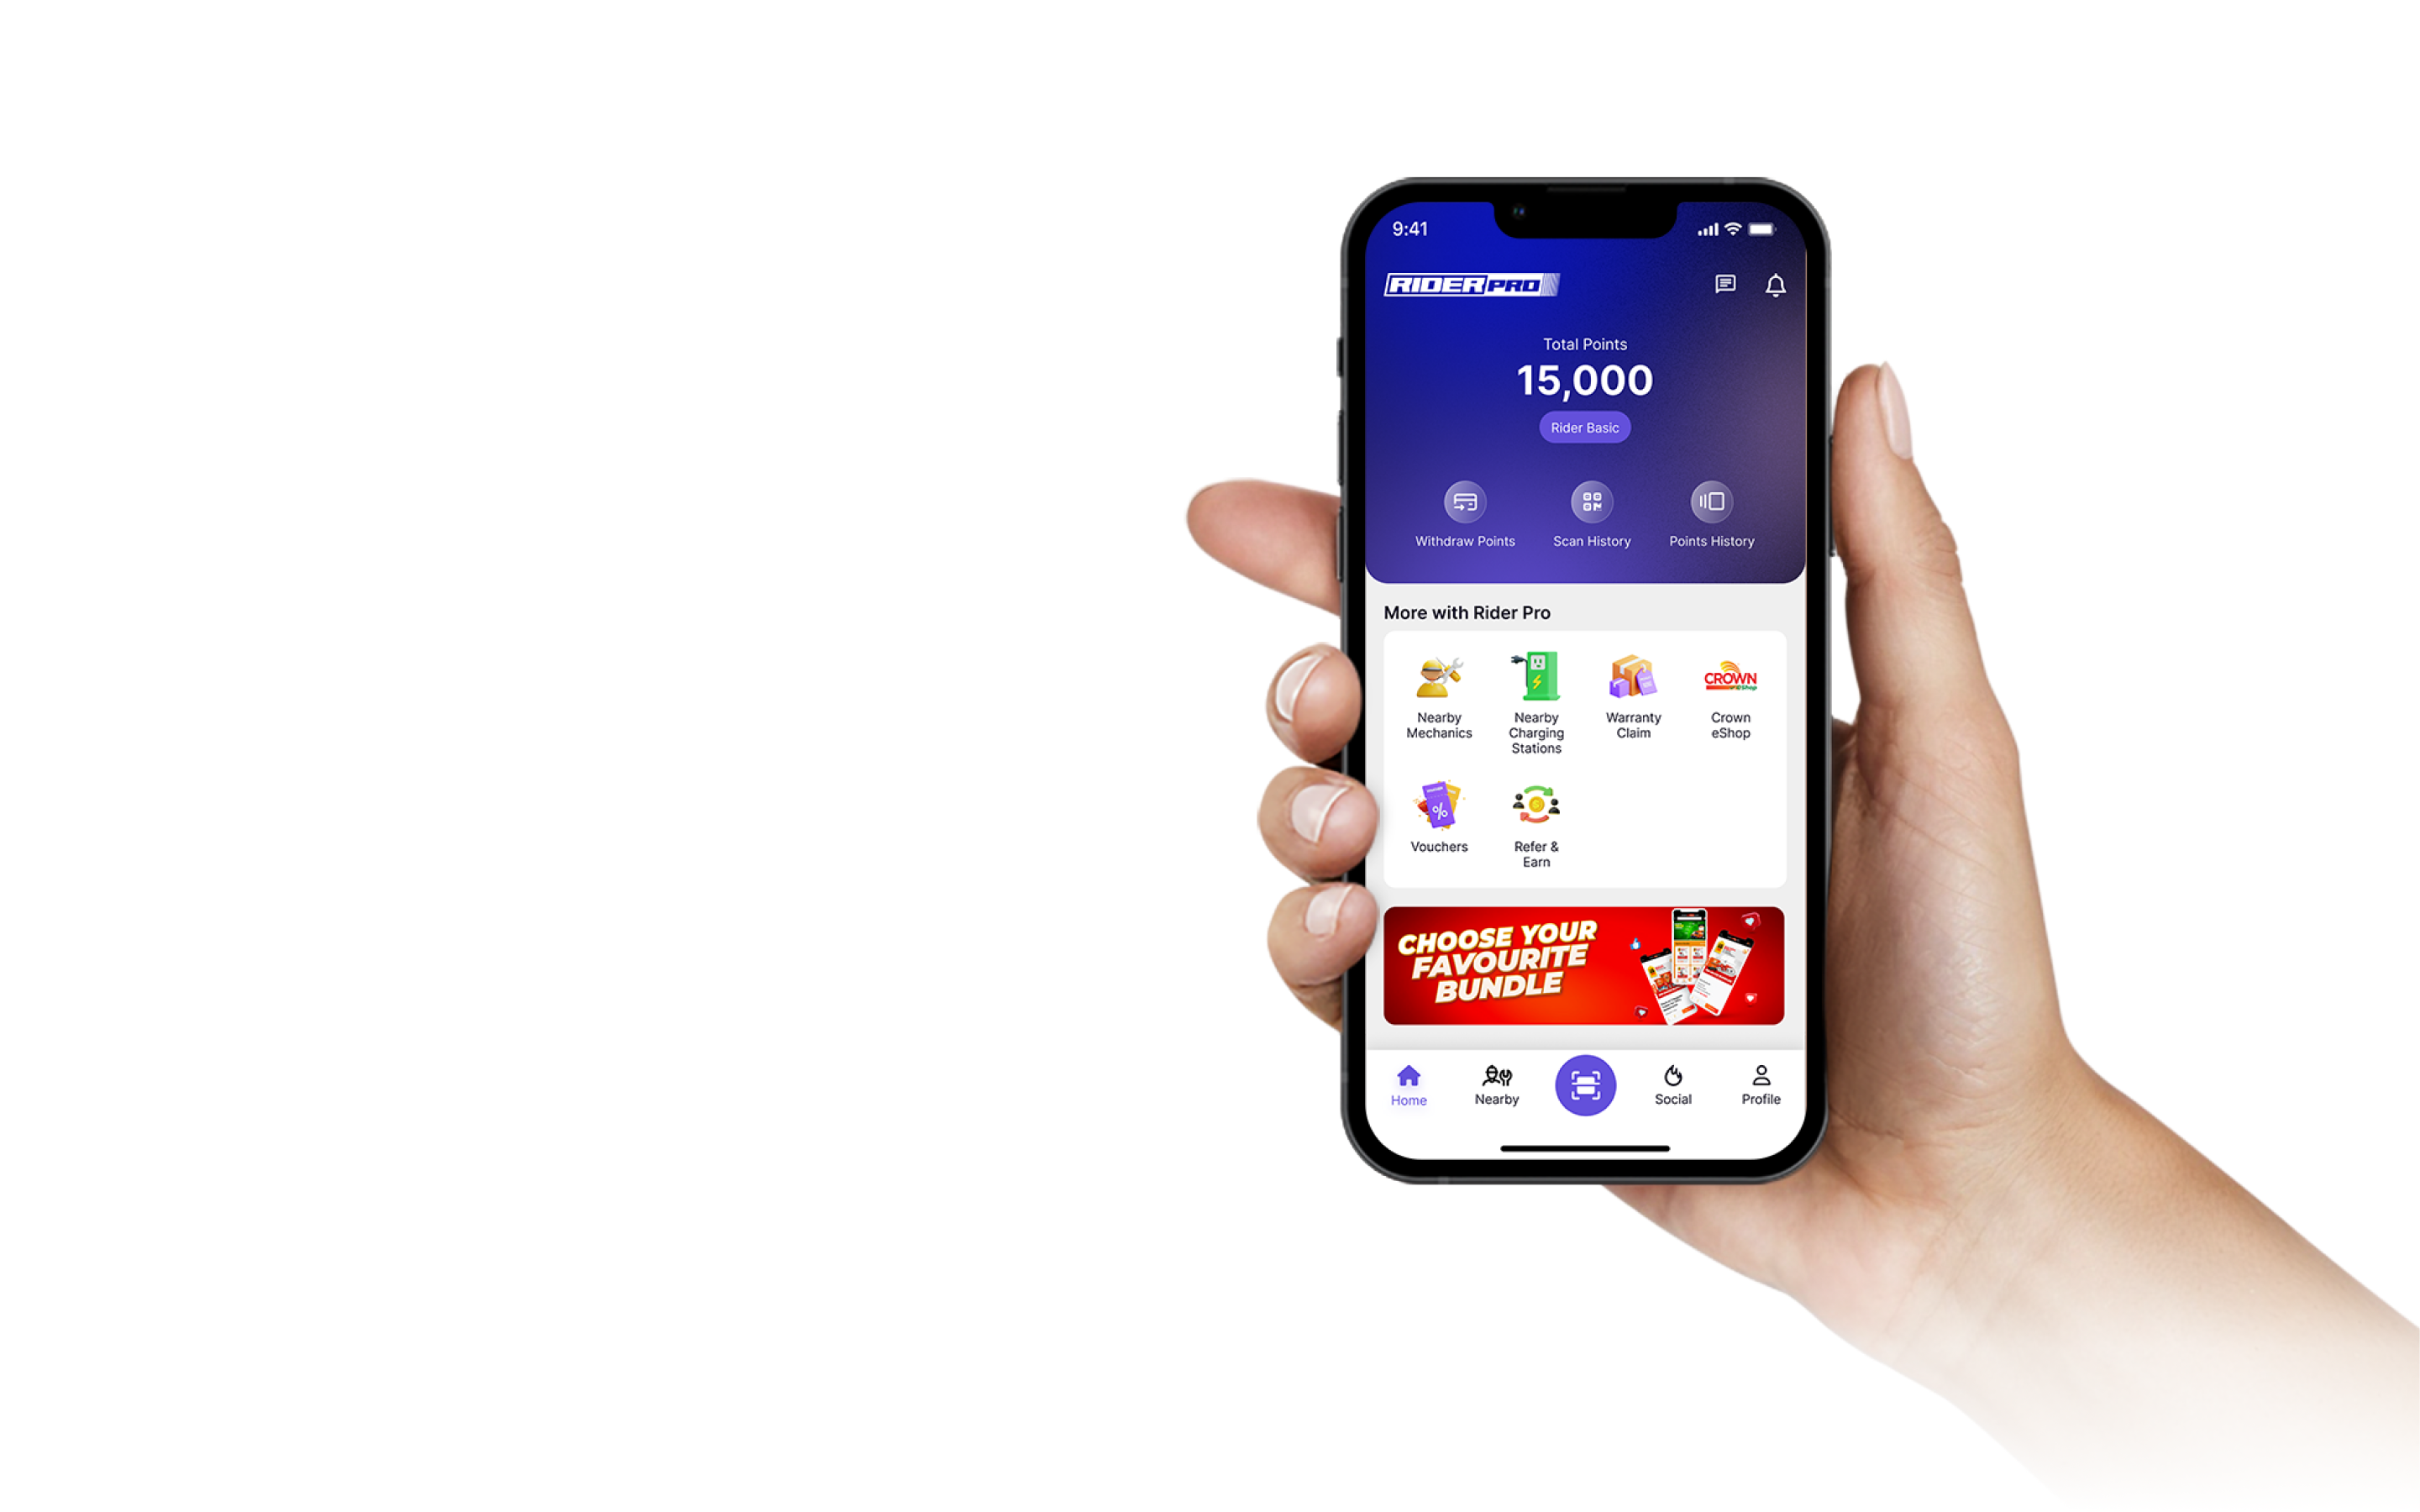 9:41
RIDER PRO
Total Points
15,000
Rider Basic
Withdraw Points
Scan History
Points History
More with Rider Pro
Nearby
Mechanics
Nearby
Charging
Stations
Warranty
Claim
CROWN
eShop
Crown
eShop
Vouchers
Refer &
Earn
CHOOSE YOUR
FAVOURITE
BUNDLE
Home
Nearby
Social
Profile